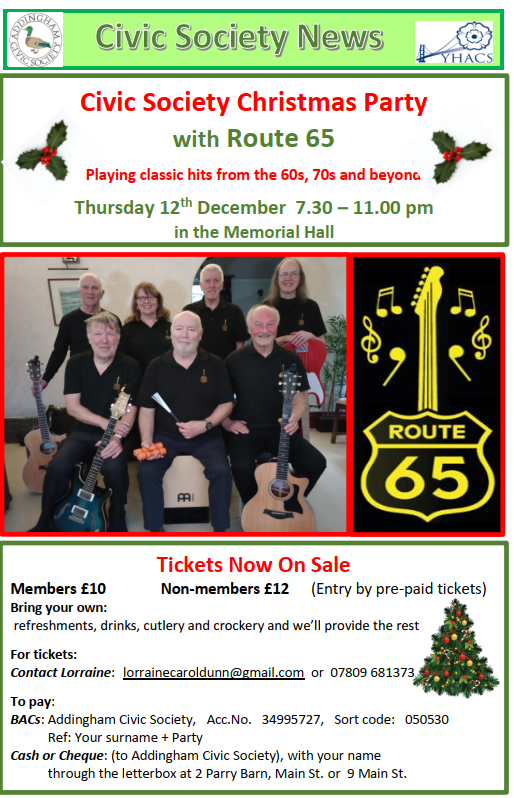 ADDINGHAM
CIVIC SOCIETY
Civic Society News
YHACS
Civic Society Christmas Party
with Route 65
Playing classic hits from the 60s, 70s and beyond
Thursday 12th December 7.30 – 11.00 pm
in the Memorial Hall
ROUTE
65
Tickets Now On Sale
Members £10 Non-members £12 (Entry by pre-paid tickets)
Bring your own:
refreshments, drinks, cutlery and crockery and we’ll provide the rest
For tickets:
Contact Lorraine: lorrainecaroldunn@gmail.com or 07809 681373
To pay:
BACs: Addingham Civic Society, Acc.No. 34995727, Sort code: 050530
Ref: Your surname + Party
Cash or Cheque: (to Addingham Civic Society), with your name
through the letterbox at 2 Parry Barn, Main St. or 9 Main St.